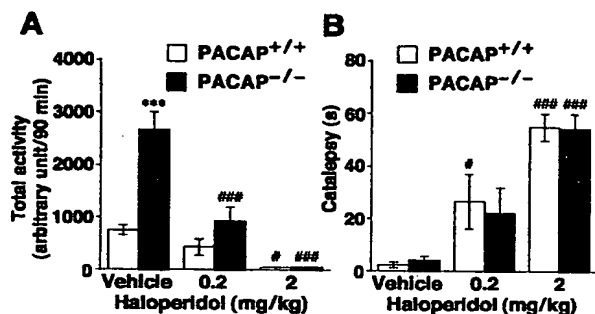 A
PACAP+/+
PACAP−/−
Total activity
(arbitrary unit/90 min)
4000
3000
2000
1000
0
***
###
# ###
Vehicle 0.2 2
Haloperidol (mg/kg)
B
PACAP+/+
PACAP−/−
Catalepsy (s)
80
60
40
20
0
#
### ###
Vehicle 0.2 2
Haloperidol (mg/kg)